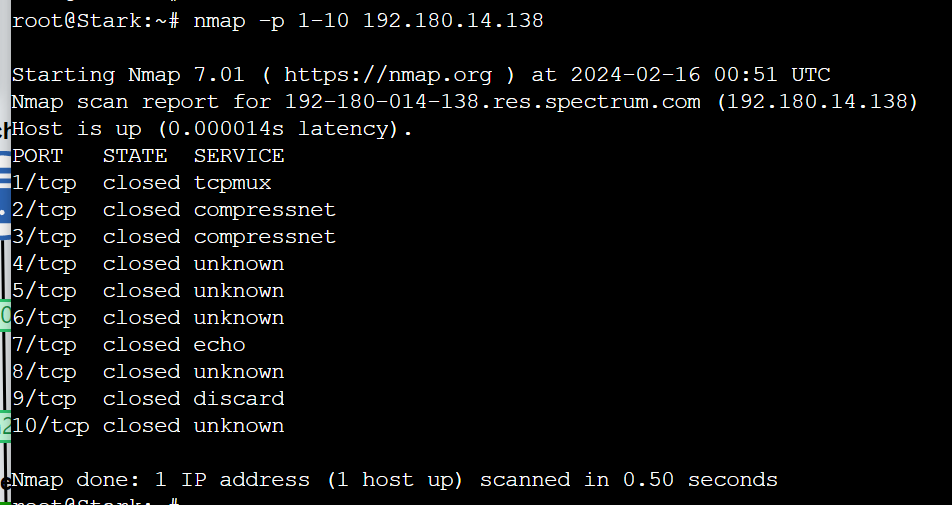 root@Stark:~# nmap -p 1-10 192.180.14.138
Starting Nmap 7.01 ( https://nmap.org ) at 2024-02-16 00:51 UTC
Nmap scan report for 192-180-014-138.res.spectrum.com (192.180.14.138)
Host is up (0.000014s latency).
PORT   STATE  SERVICE
1/tcp  closed tcpmux
2/tcp  closed compressnet
3/tcp  closed compressnet
4/tcp  closed unknown
5/tcp  closed unknown
6/tcp  closed unknown
7/tcp  closed echo
8/tcp  closed unknown
9/tcp  closed discard
10/tcp closed unknown
Nmap done: 1 IP address (1 host up) scanned in 0.50 seconds
root@Stark:~#